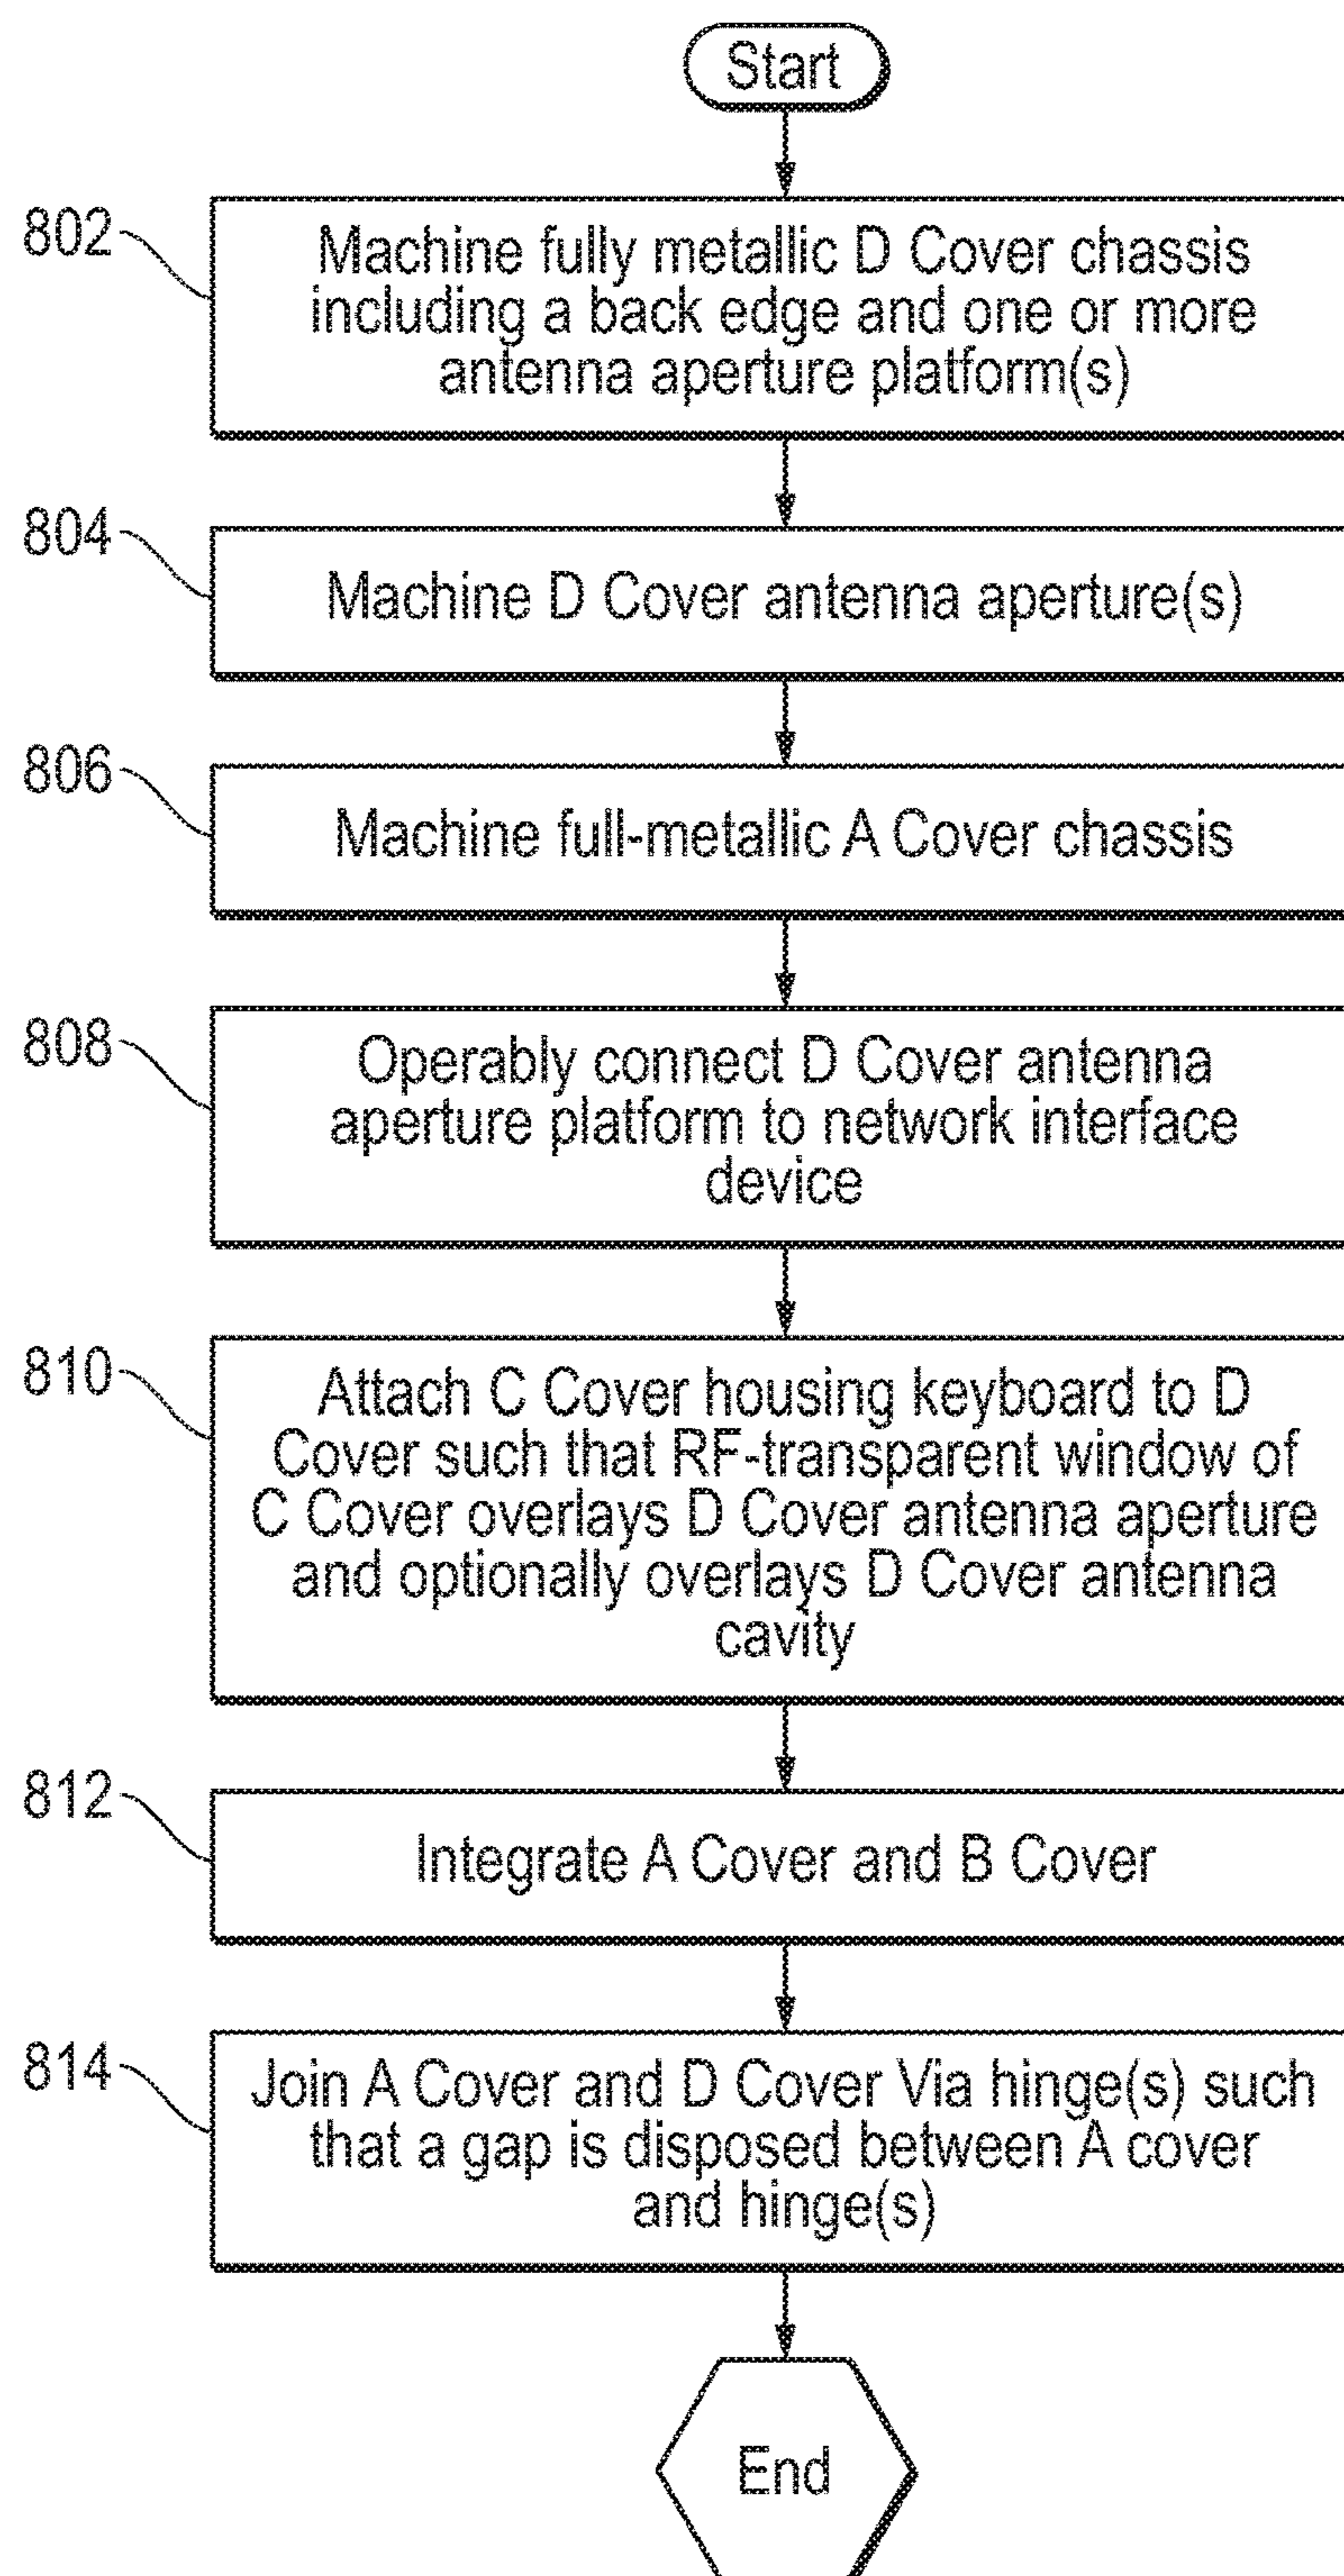 Start
802
Machine fully metallic D Cover chassis
including a back edge and one or more
antenna aperture platform(s)
804
Machine D Cover antenna aperture(s)
806
Machine full-metallic A Cover chassis
808
Operably connect D Cover antenna
aperture platform to network interface
device
810
Attach C Cover housing keyboard to D
Cover such that RF-transparent window of
C Cover overlays D Cover antenna aperture
and optionally overlays D Cover antenna
cavity
812
Integrate A Cover and B Cover
814
Join A Cover and D Cover Via hinge(s) such
that a gap is disposed between A cover
and hinge(s)
End